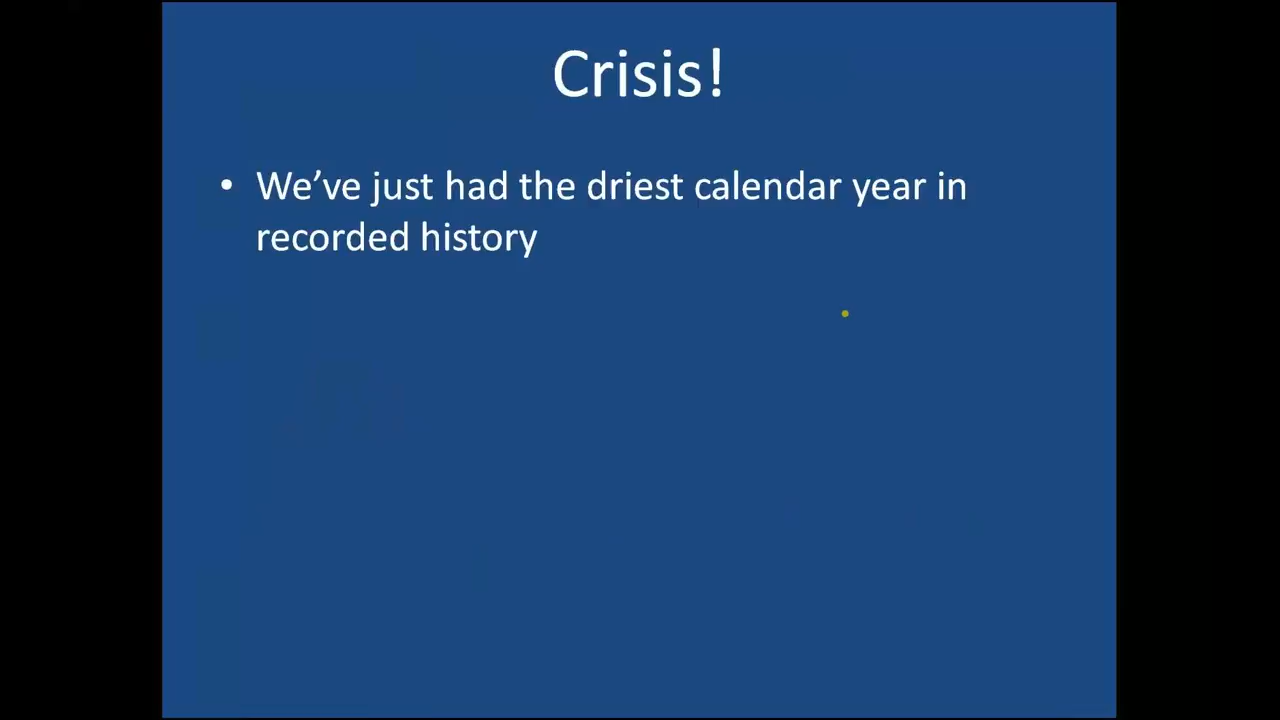 Crisis!
• We’ve just had the driest calendar year in
recorded history